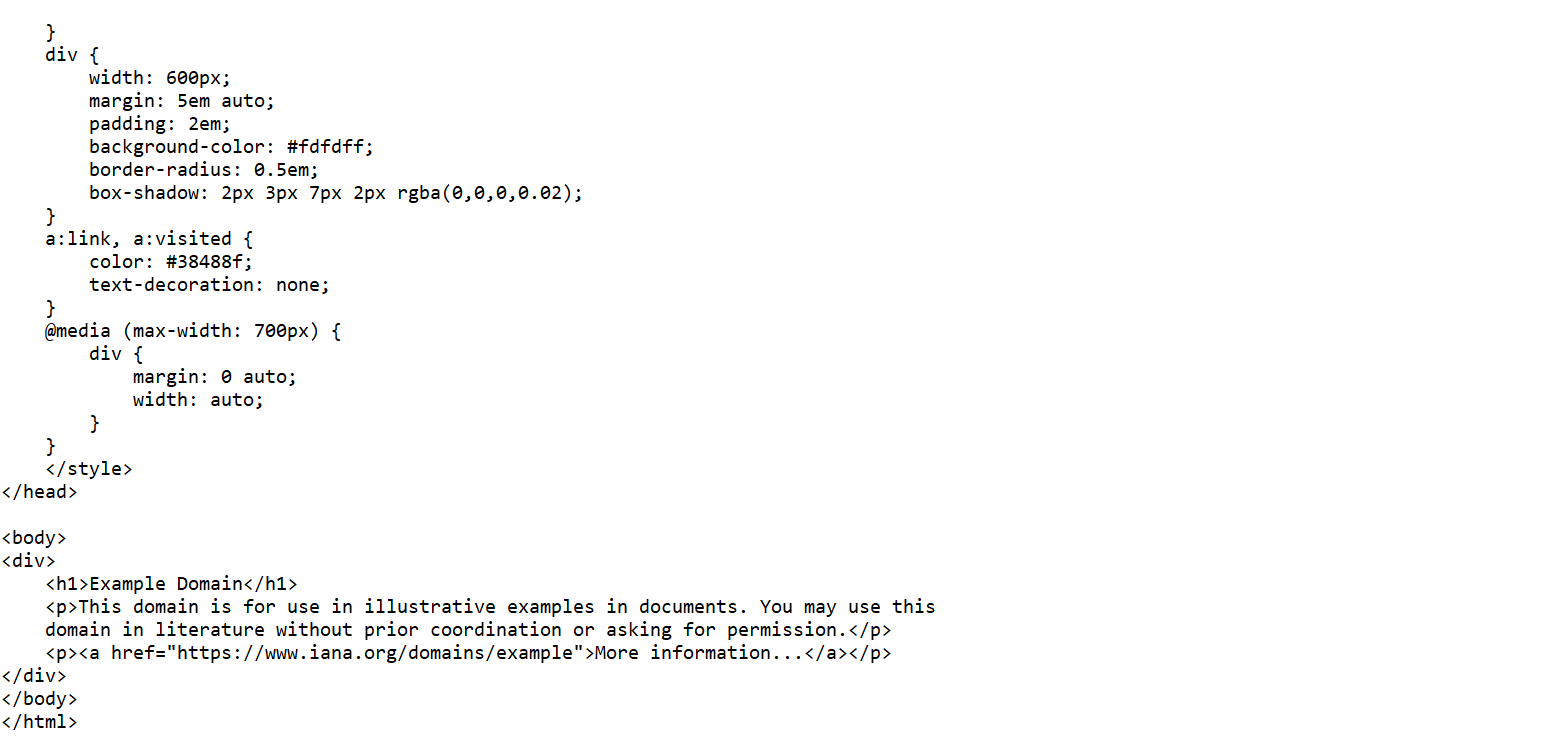 }
    div {
        width: 600px;
        margin: 5em auto;
        padding: 2em;
        background-color: #fdfdff;
        border-radius: 0.5em;
        box-shadow: 2px 3px 7px 2px rgba(0,0,0,0.02);
    }
    a:link, a:visited {
        color: #38488f;
        text-decoration: none;
    }
    @media (max-width: 700px) {
        div {
            margin: 0 auto;
            width: auto;
        }
    }
    </style>
</head>

<body>
<div>
    <h1>Example Domain</h1>
    <p>This domain is for use in illustrative examples in documents. You may use this
    domain in literature without prior coordination or asking for permission.</p>
    <p><a href="https://www.iana.org/domains/example">More information...</a></p>
</div>
</body>
</html>